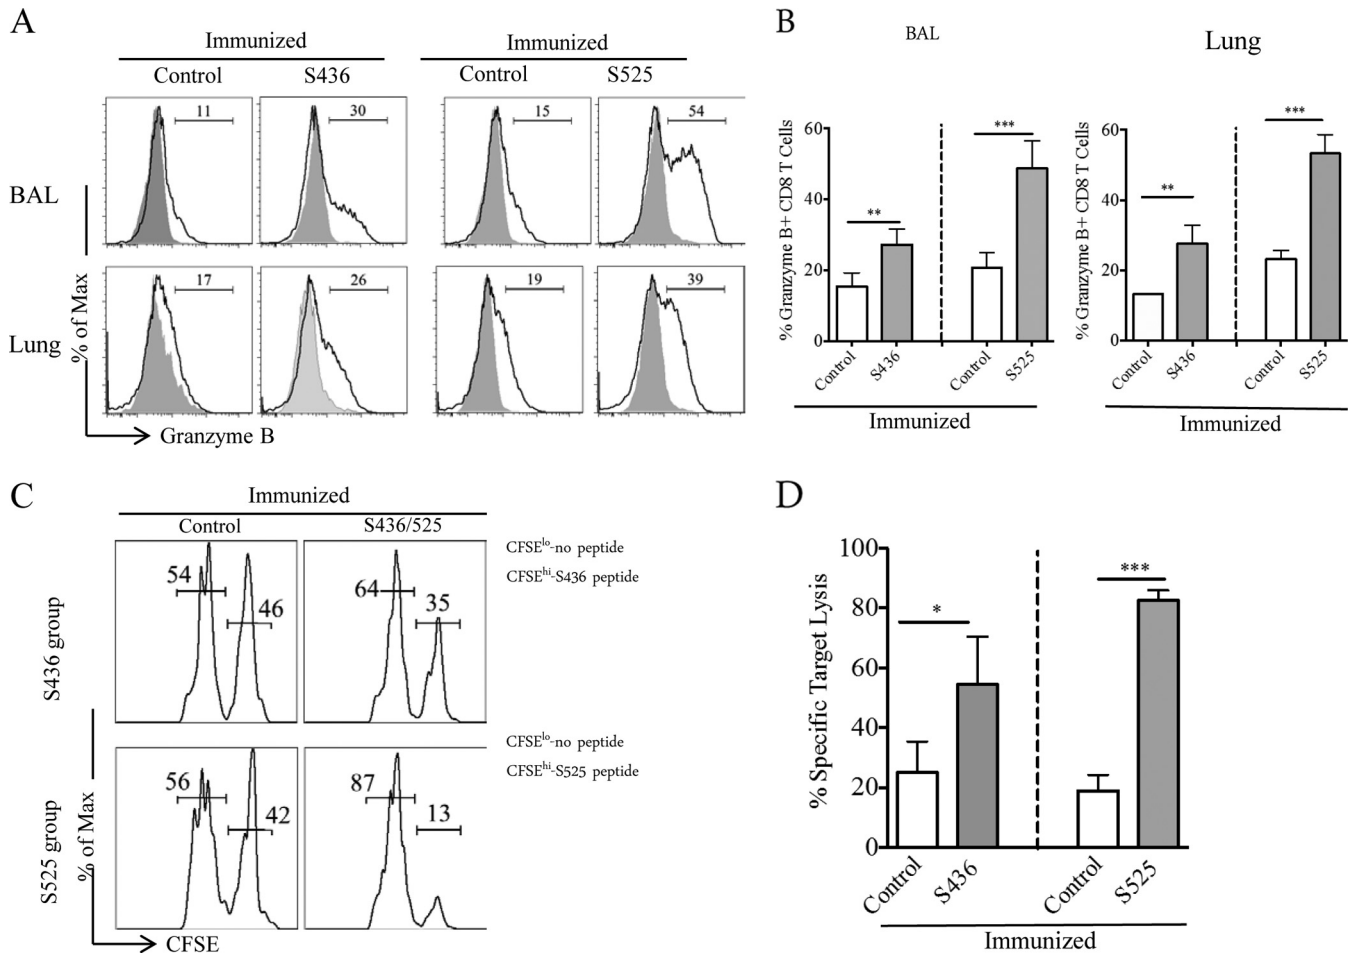 A
Immunized
Immunized
Control
S436
Control
S525
11
30
15
54
BAL
17
26
19
39
Lung
% of Max
Granzyme B
B
BAL
Lung
% Granzyme B+ CD8 T Cells
60
40
20
0
**
***
Control
S436
Control
S525
Immunized
% Granzyme B+ CD8 T Cells
60
40
20
0
**
***
Control
S436
Control
S525
Immunized
C
Immunized
Control
S436/525
S436 group
54
46
64
35
CFSElo-no peptide
CFSEhi-S436 peptide
S525 group
56
42
87
13
CFSElo-no peptide
CFSEhi-S525 peptide
% of Max
CFSE
D
% Specific Target Lysis
100
80
60
40
20
0
*
***
Control
S436
Control
S525
Immunized